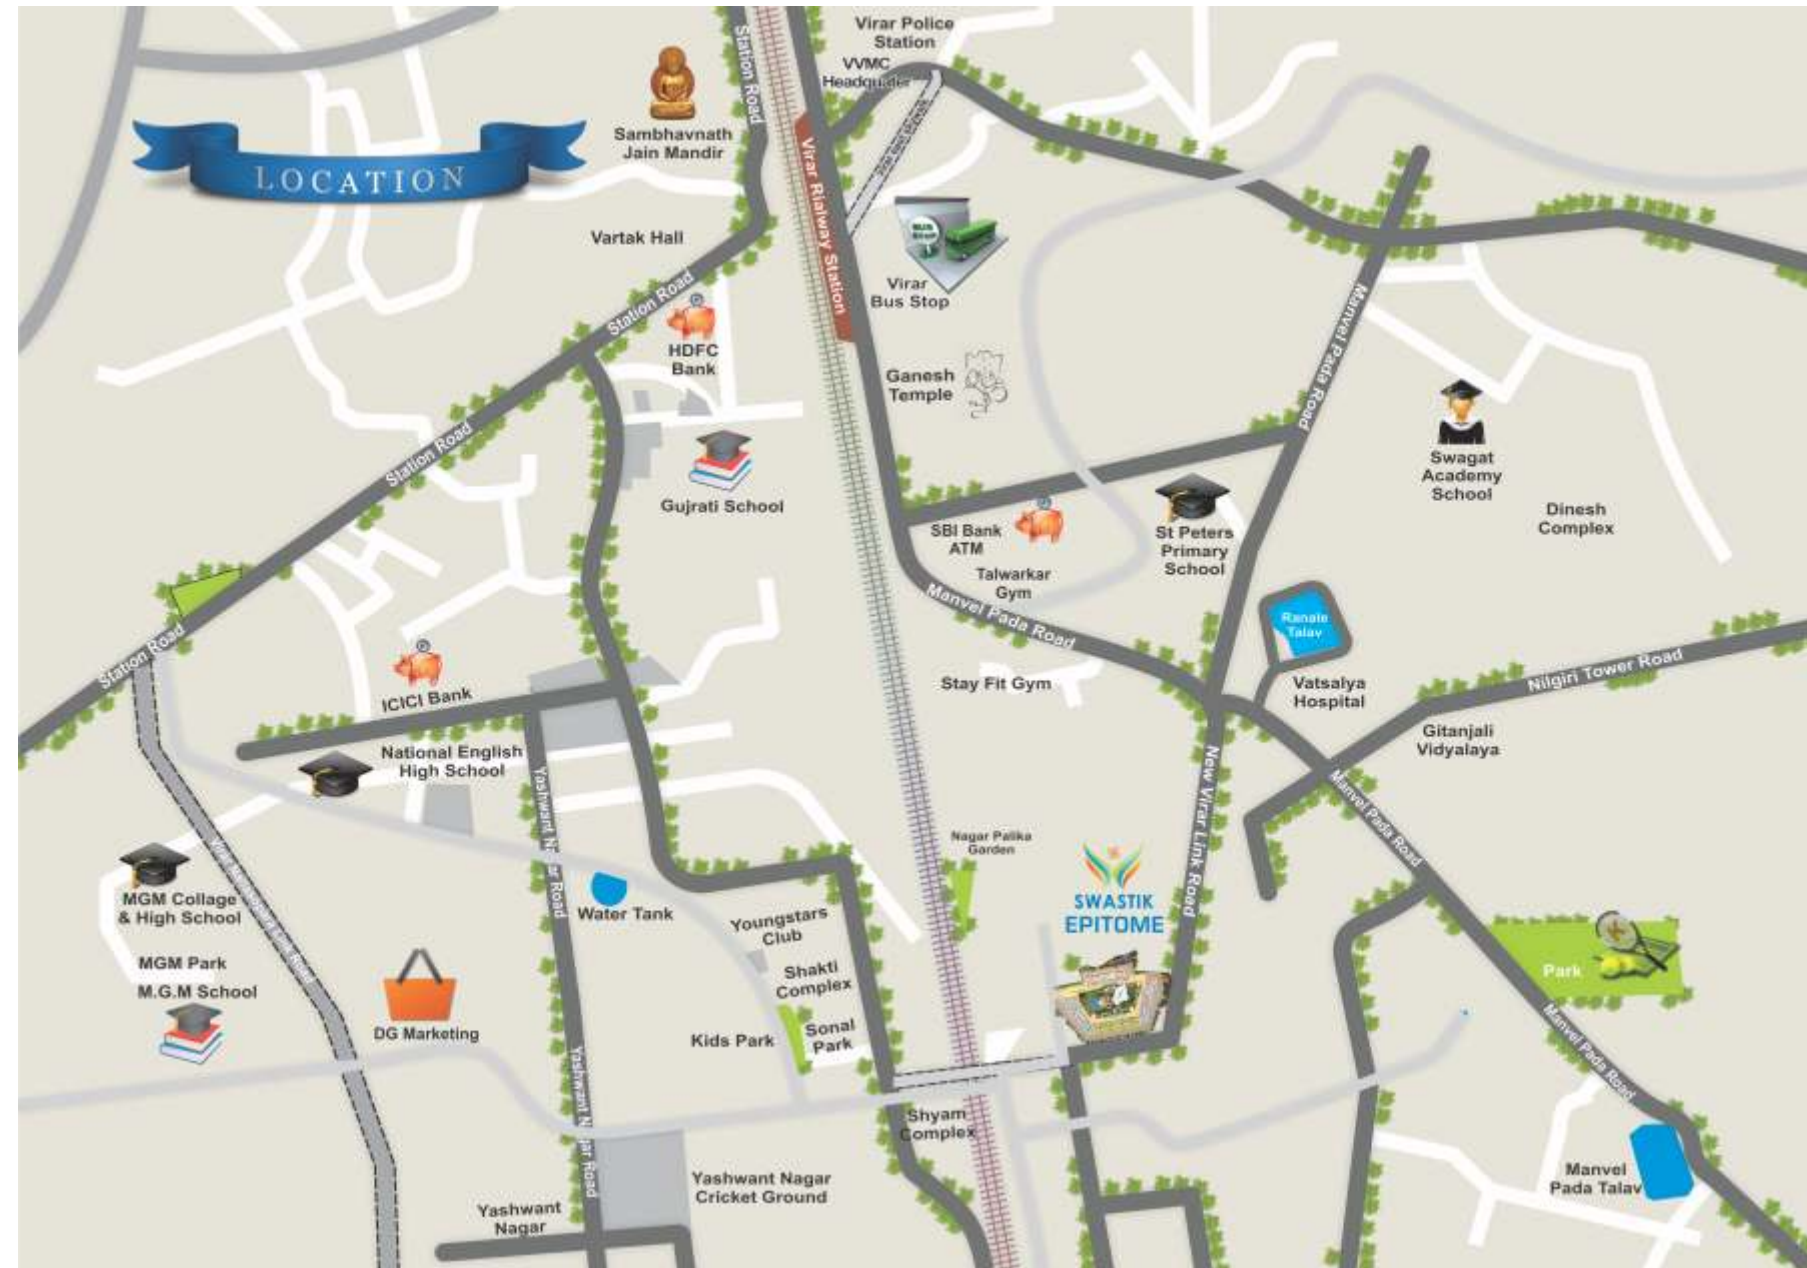 Virar Police
Station
VVMC
Headquater
Station Road
Sambhavnath
Jain Mandir
LOCATION
Virar Rialway Station
Vartak Hall
BUS
Stop
Virar
Bus Stop
Station Road
HDFC
Bank
Ganesh
Temple
Manvel Pada Road
Swagat
Academy
School
Station Road
Gujrati School
SBI Bank
ATM
St Peters
Primary
School
Dinesh
Complex
Talwarkar
Gym
Manvel Pada Road
Ranale
Talav
Station Road
ICICI Bank
Stay Fit Gym
Vatsalya
Hospital
Nilgiri Tower Road
Gitanjali
Vidyalaya
National English
High School
Yashwant Nagar Road
New Virar Link Road
Manvel Pada Road
Nagar Palika
Garden
MGM Collage
& High School
Water Tank
Youngstars
Club
SWASTIK
EPITOME
MGM Park
M.G.M School
Shakti
Complex
Park
DG Marketing
Kids Park
Sonal
Park
Manvel Pada Road
Yashwant Nagar Road
Shyam
Complex
Yashwant Nagar
Cricket Ground
Manvel
Pada Talav
Yashwant
Nagar